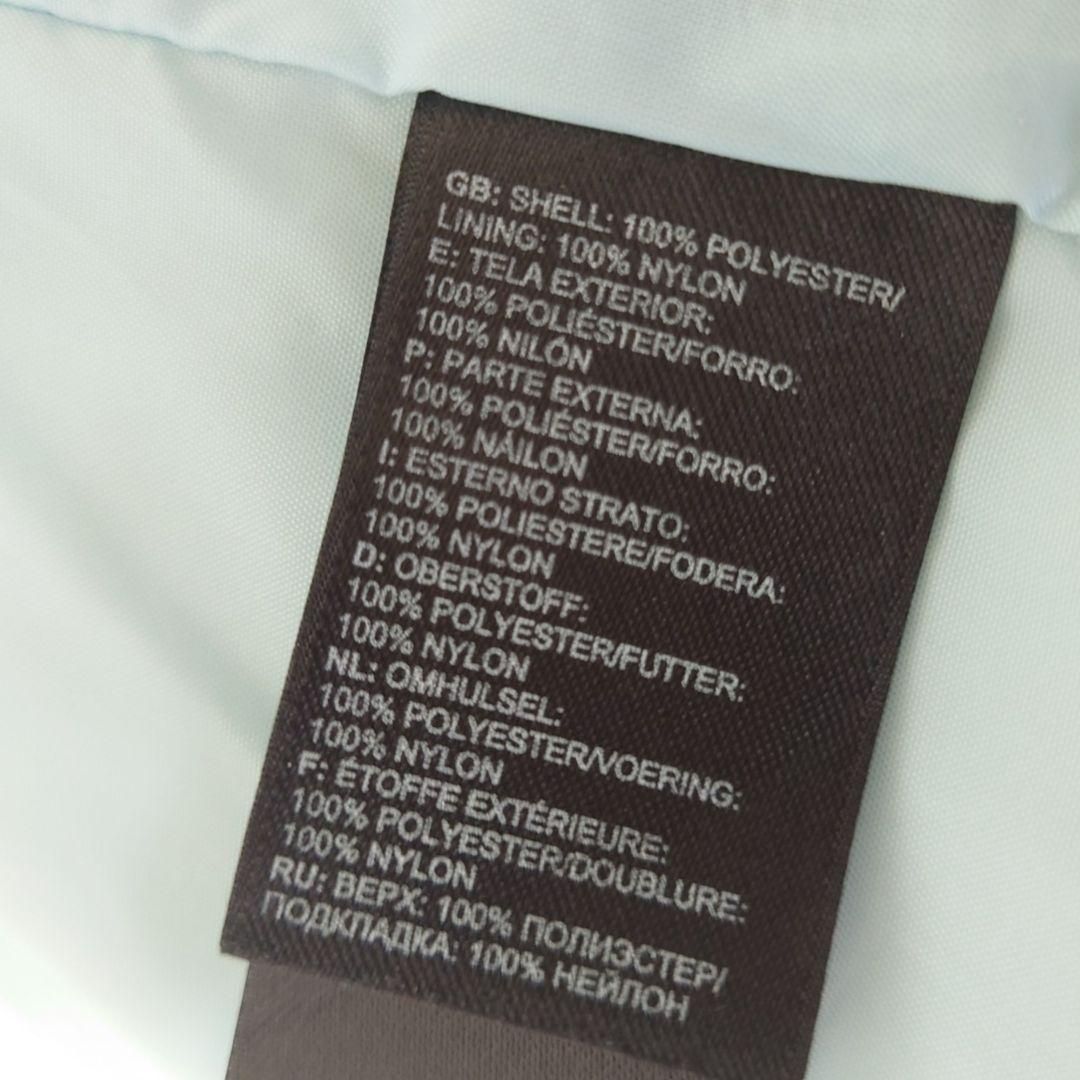 GB: SHELL: 100% POLYESTER/
LINING: 100% NYLON
E: TELA EXTERIOR:
100% POLIÉSTER/FORRO:
100% NILÓN
P: PARTE EXTERNA:
100% POLIÉSTER/FORRO:
100% NÁILON
I: ESTERNO STRATO:
100% POLIESTERE/FODERA:
100% NYLON
D: OBERSTOFF:
100% POLYESTER/FUTTER:
100% NYLON
NL: OMHULSEL:
100% POLYESTER/VOERING:
100% NYLON
F: ÉTOFFE EXTÉRIEURE:
100% POLYESTER/DOUBLURE:
100% NYLON
RU: ВЕРХ: 100% ПОЛИЭСТЕР/
ПОДКЛАДКА: 100% НЕЙЛОН